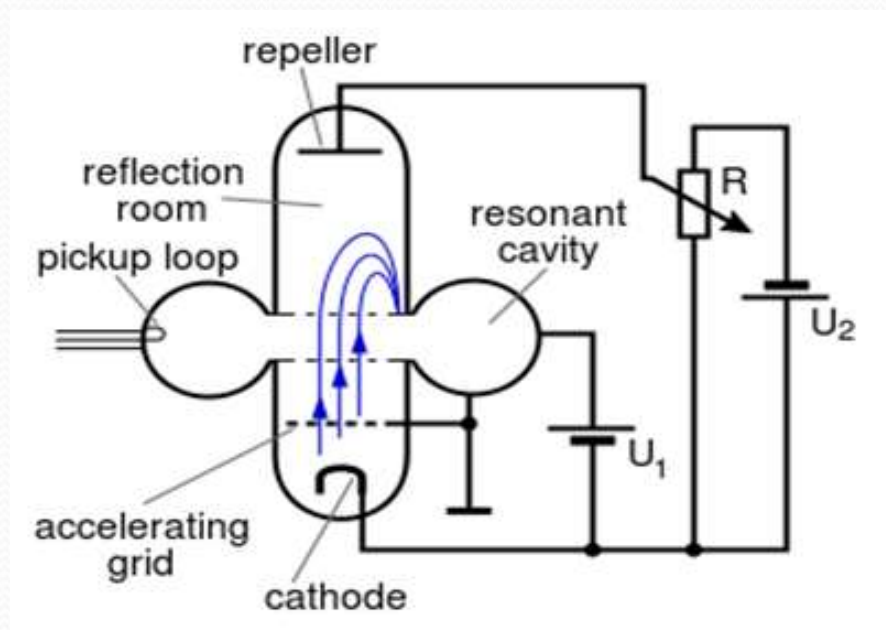 repeller
reflection
room
pickup loop
resonant
cavity
R
U2
U1
accelerating
grid
cathode